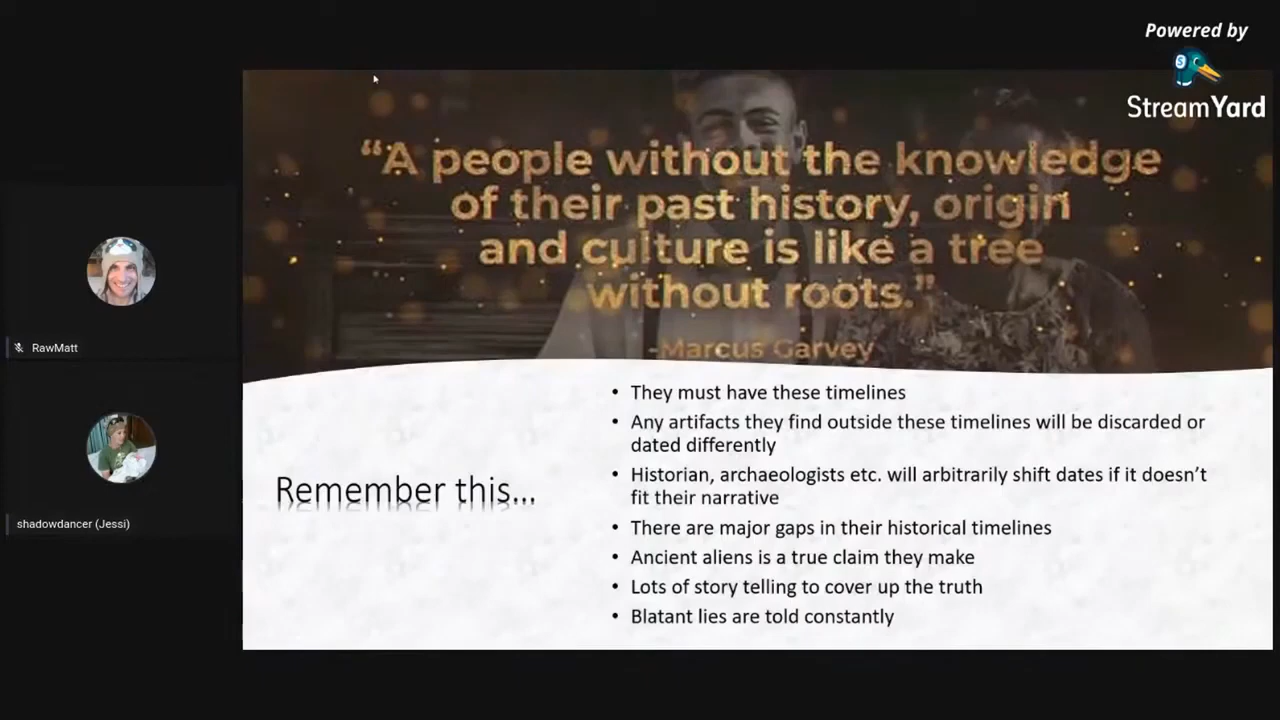 Powered by
StreamYard
“A people without the knowledge
of their past history, origin
and culture is like a tree
without roots.”
-Marcus Garvey
RawMatt
shadowdancer (Jessi)
Remember this...
• They must have these timelines
• Any artifacts they find outside these timelines will be discarded or
dated differently
• Historian, archaeologists etc. will arbitrarily shift dates if it doesn’t
fit their narrative
• There are major gaps in their historical timelines
• Ancient aliens is a true claim they make
• Lots of story telling to cover up the truth
• Blatant lies are told constantly